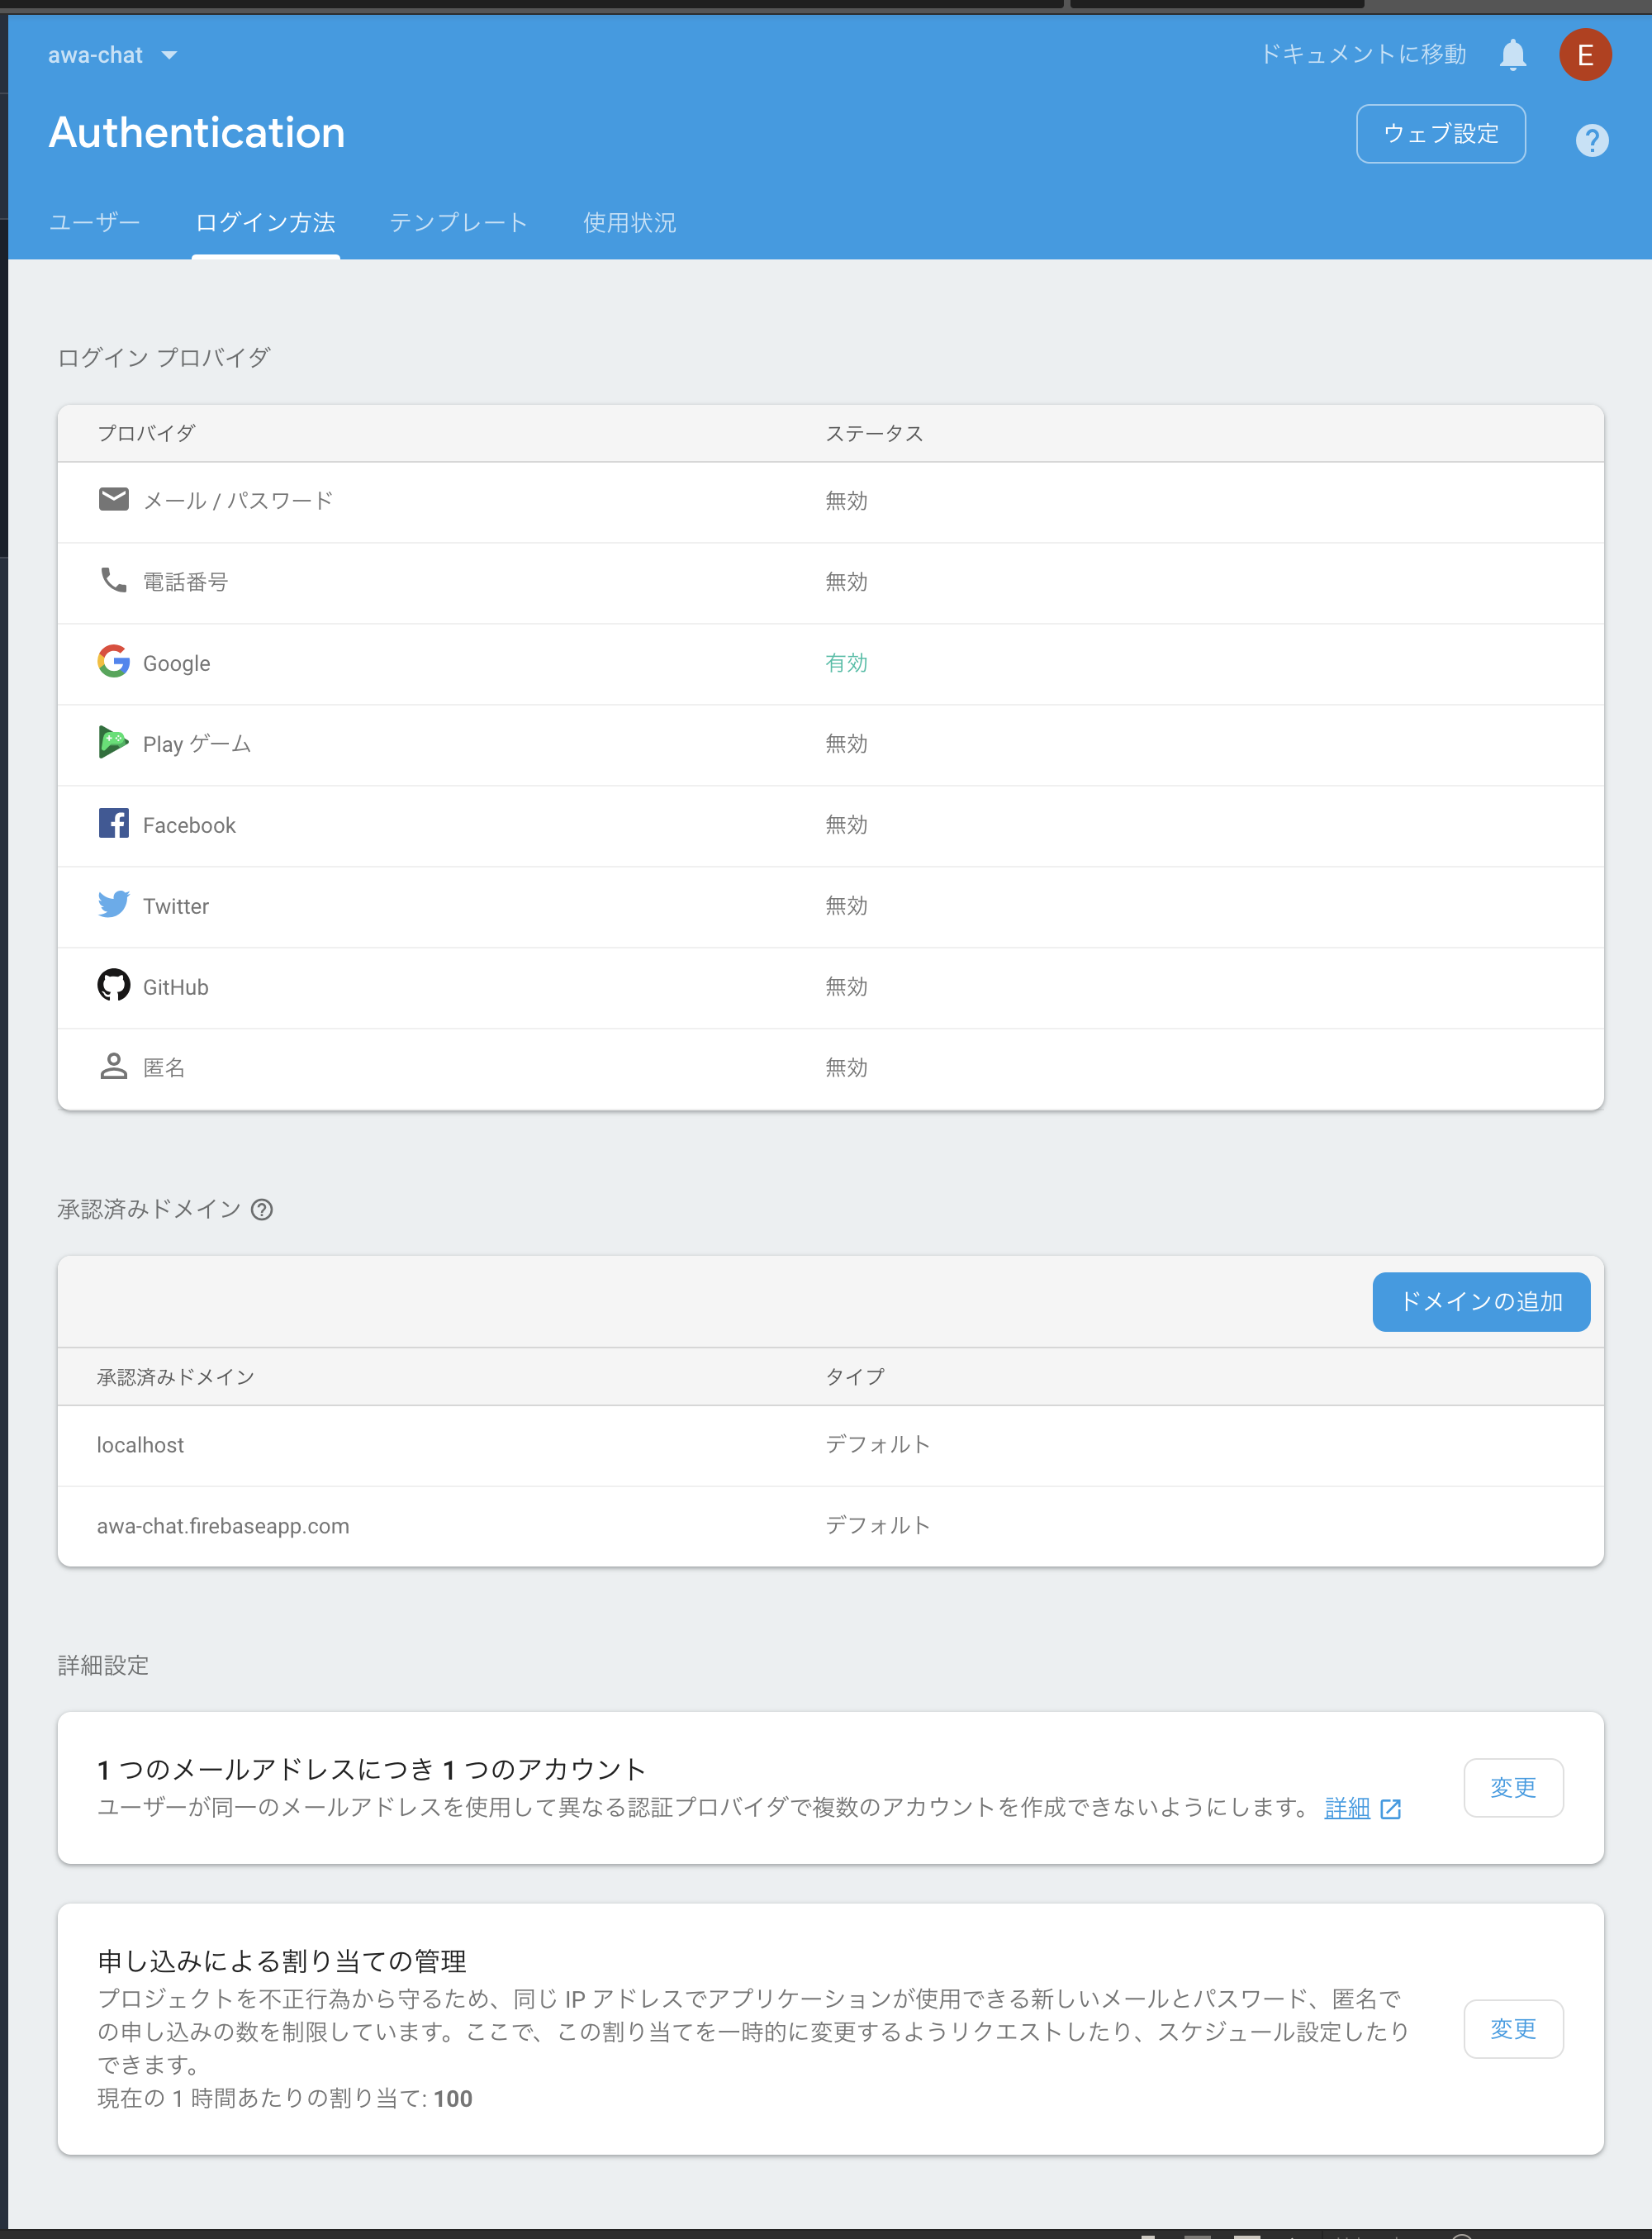 awa-chat
ドキュメントに移動
E
Authentication
ウェブ設定
?
ユーザー ログイン方法 テンプレート 使用状況
ログイン プロバイダ
プロバイダ ステータス
メール / パスワード 無効
電話番号 無効
Google 有効
Play ゲーム 無効
Facebook 無効
Twitter 無効
GitHub 無効
匿名 無効
承認済みドメイン ?
ドメインの追加
承認済みドメイン タイプ
localhost デフォルト
awa-chat.firebaseapp.com デフォルト
詳細設定
1 つのメールアドレスにつき 1 つのアカウント
ユーザーが同一のメールアドレスを使用して異なる認証プロバイダで複数のアカウントを作成できないようにします。 詳細
変更
申し込みによる割り当ての管理
プロジェクトを不正行為から守るため、同じ IP アドレスでアプリケーションが使用できる新しいメールとパスワード、匿名で
の申し込みの数を制限しています。ここで、この割り当てを一時的に変更するようリクエストしたり、スケジュール設定したり
できます。
現在の 1 時間あたりの割り当て: 100
変更